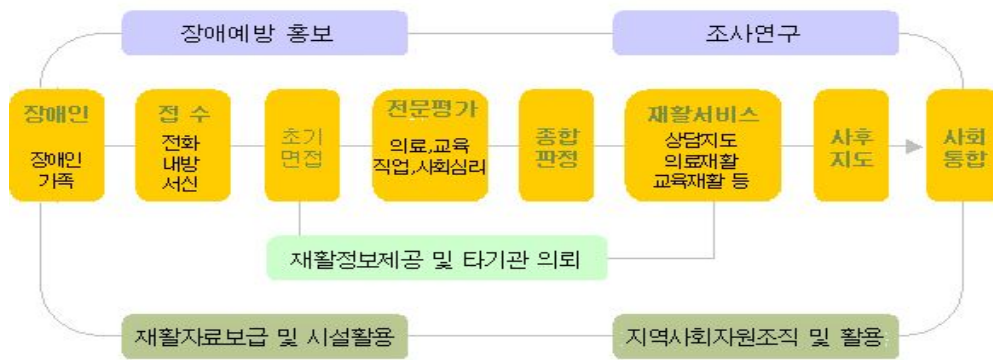 장애예방 홍보
조사연구
장애인
장애인
가족
접 수
전화
내방
서신
초기
면접
전문평가
의료,교육
직업,사회심리
종합
판정
재활서비스
상담지도
의료재활
교육재활 등
사후
지도
사회
통합
재활정보제공 및 타기관 의뢰
재활자료보급 및 시설활용
지역사회자원조직 및 활용